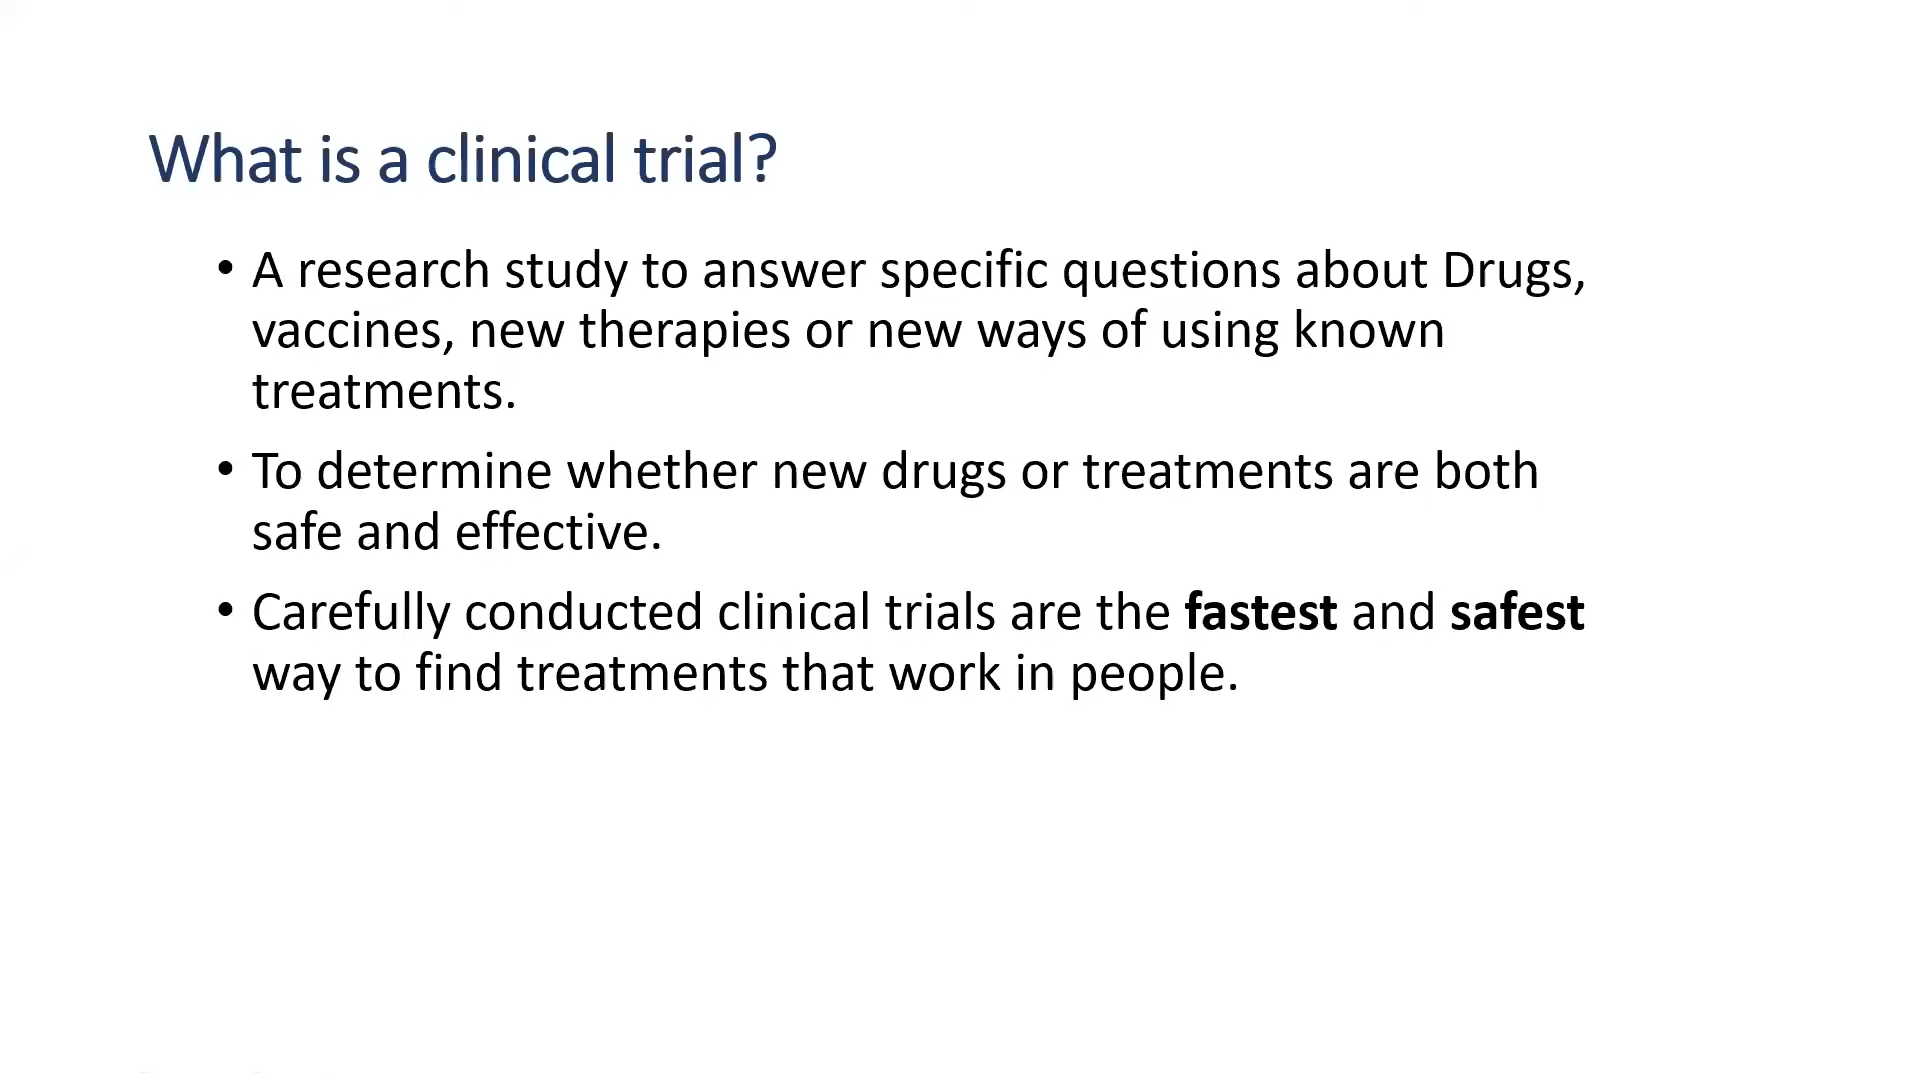 What is a clinical trial?
• A research study to answer specific questions about Drugs,
vaccines, new therapies or new ways of using known
treatments.
• To determine whether new drugs or treatments are both
safe and effective.
• Carefully conducted clinical trials are the fastest and safest
way to find treatments that work in people.